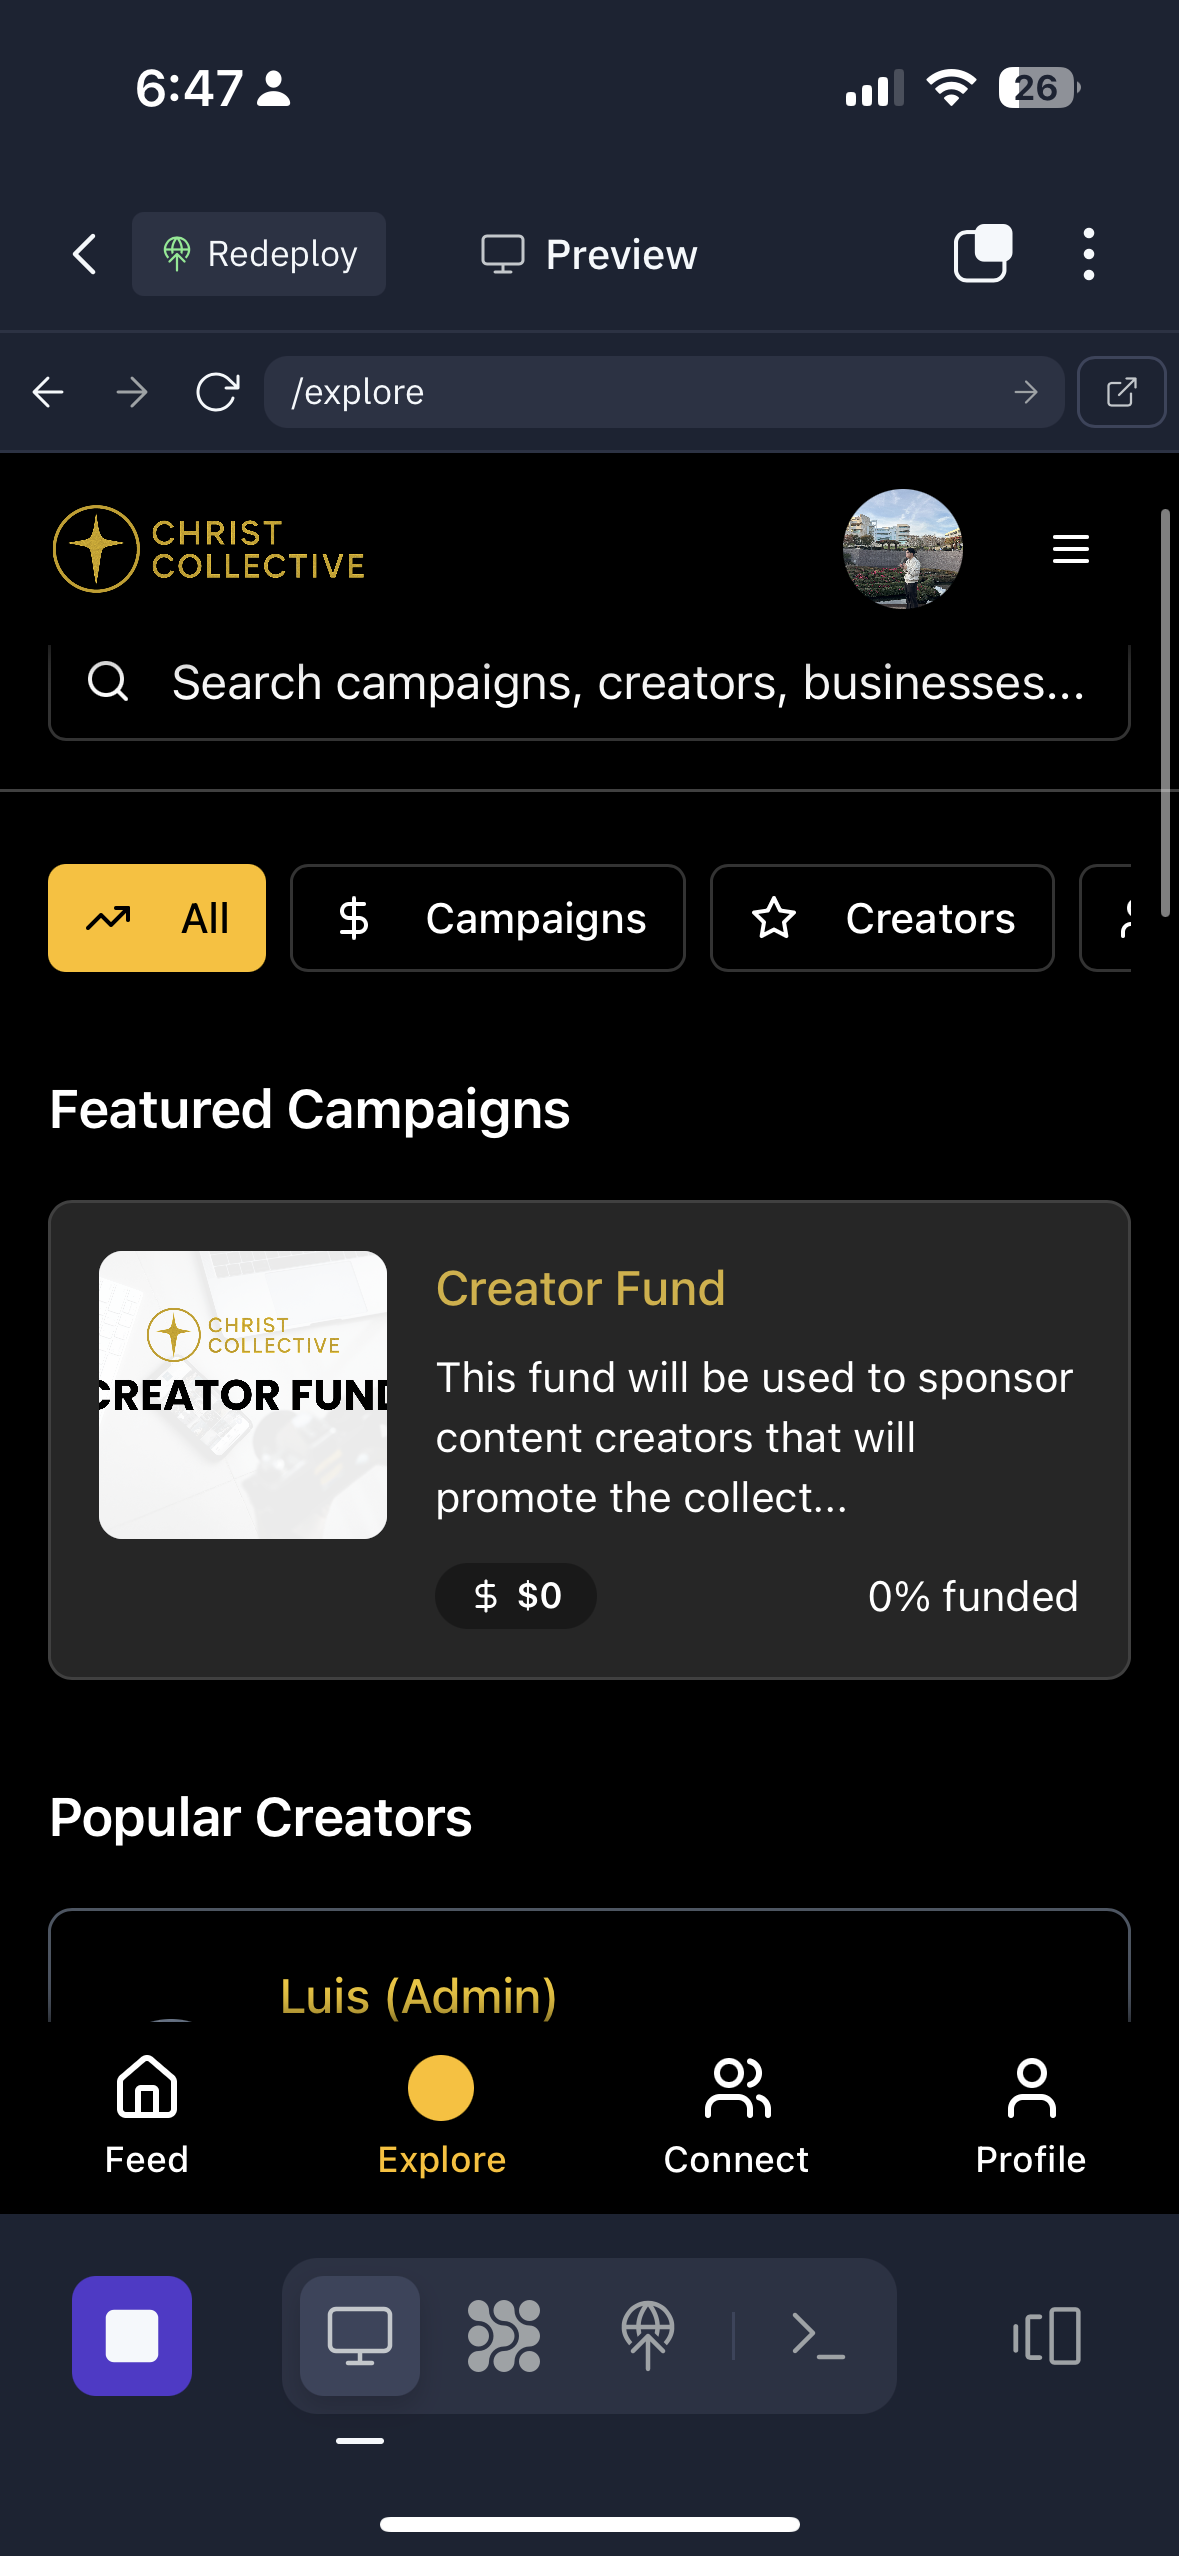 6:47
26
Redeploy
Preview
/explore
CHRIST
COLLECTIVE
Search campaigns, creators, businesses...
All
Campaigns
Creators
Featured Campaigns
CHRIST
COLLECTIVE
CREATOR FUND
Creator Fund
This fund will be used to sponsor
content creators that will
promote the collect...
$0
0% funded
Popular Creators
Luis (Admin)
Feed
Explore
Connect
Profile